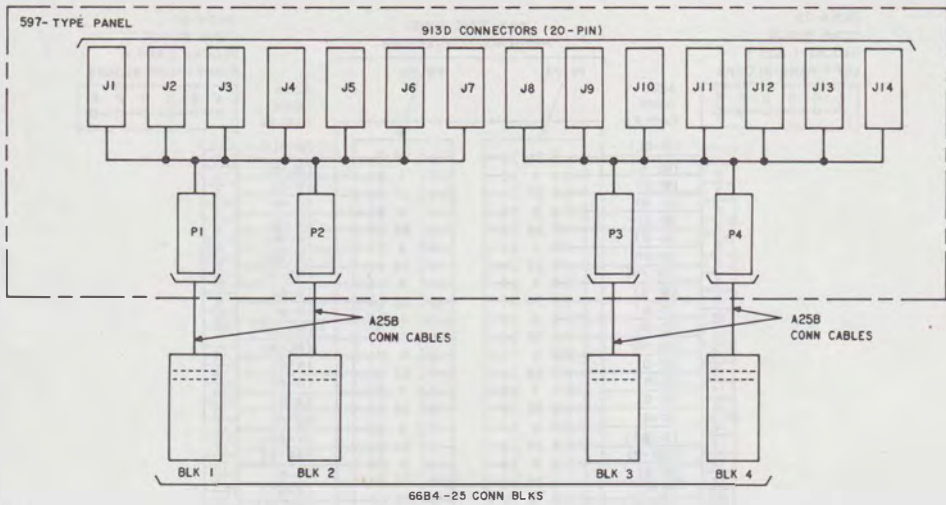 597-TYPE PANEL
913D CONNECTORS (20-PIN)
J1 J2 J3 J4 J5 J6 J7 J8 J9 J10 J11 J12 J13 J14
P1 P2 P3 P4
A25B
CONN CABLES
A25B
CONN CABLES
BLK 1 BLK 2 BLK 3 BLK 4
66B4-25 CONN BLKS